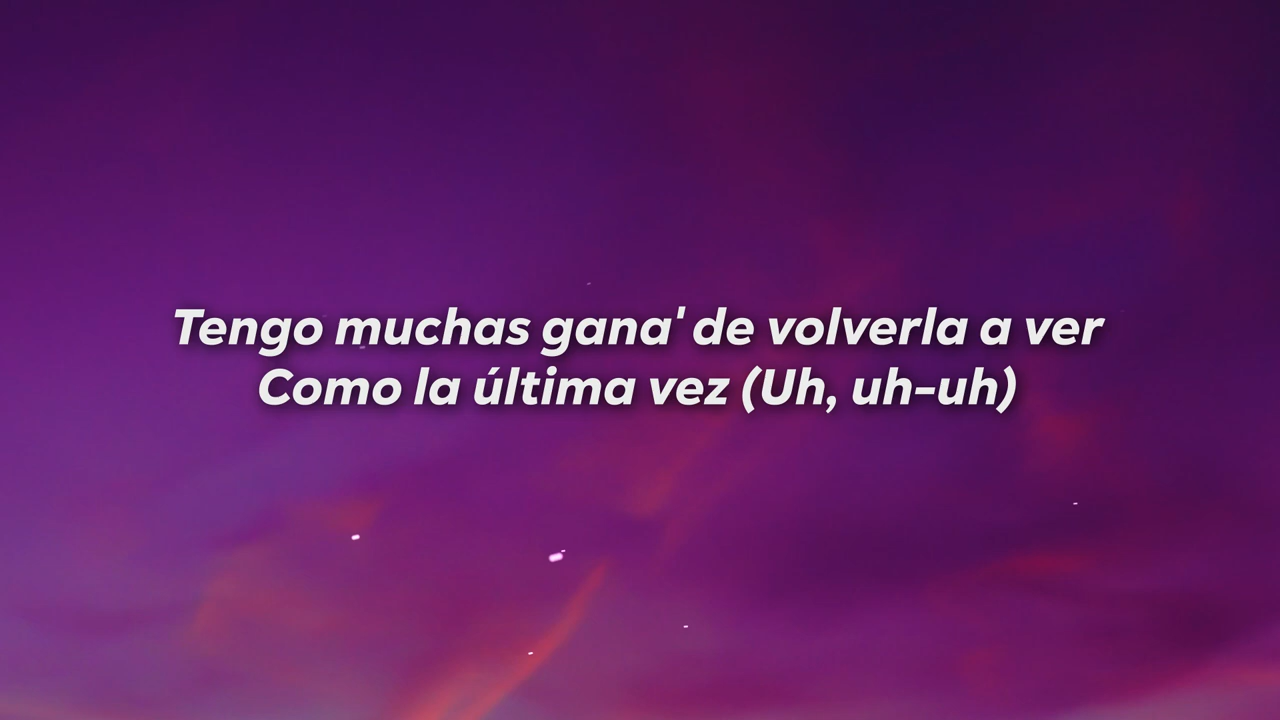 Tengo muchas gana' de volverla a ver
Como la última vez (Uh, uh-uh)